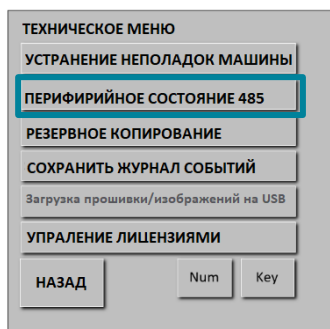 ТЕХНИЧЕСКОЕ МЕНЮ
УСТРАНЕНИЕ НЕПОЛАДОК МАШИНЫ
ПЕРИФИРИЙНОЕ СОСТОЯНИЕ 485
РЕЗЕРВНОЕ КОПИРОВАНИЕ
СОХРАНИТЬ ЖУРНАЛ СОБЫТИЙ
Загрузка прошивки/изображений на USB
УПРАЛЕНИЕ ЛИЦЕНЗИЯМИ
НАЗАД Num Key